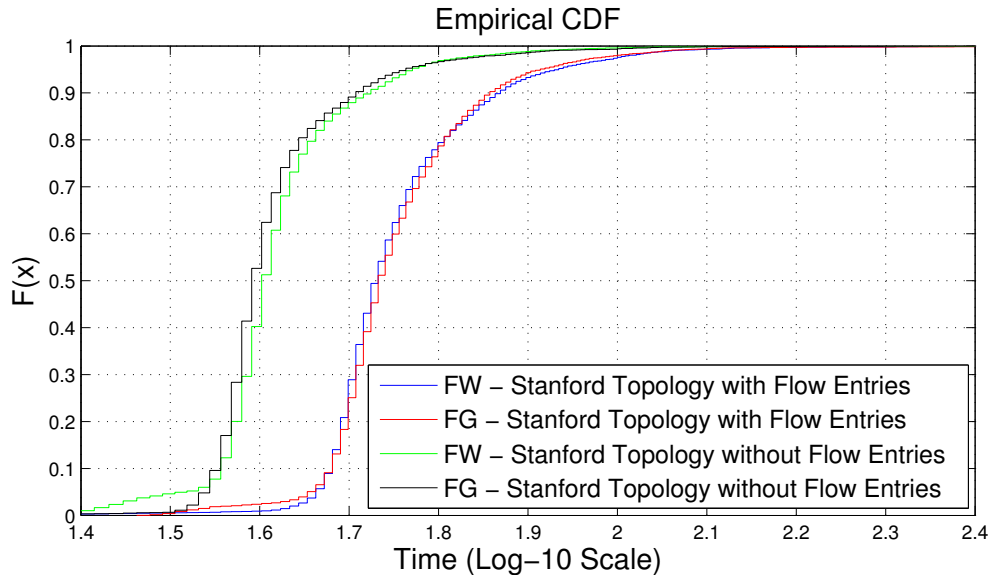 Empirical CDF
1
0.9
0.8
0.7
0.6
0.5
0.4
0.3
0.2
0.1
0
F(x)
FW − Stanford Topology with Flow Entries
FG − Stanford Topology with Flow Entries
FW − Stanford Topology without Flow Entries
FG − Stanford Topology without Flow Entries
1.4 1.5 1.6 1.7 1.8 1.9 2 2.1 2.2 2.3 2.4
Time (Log−10 Scale)